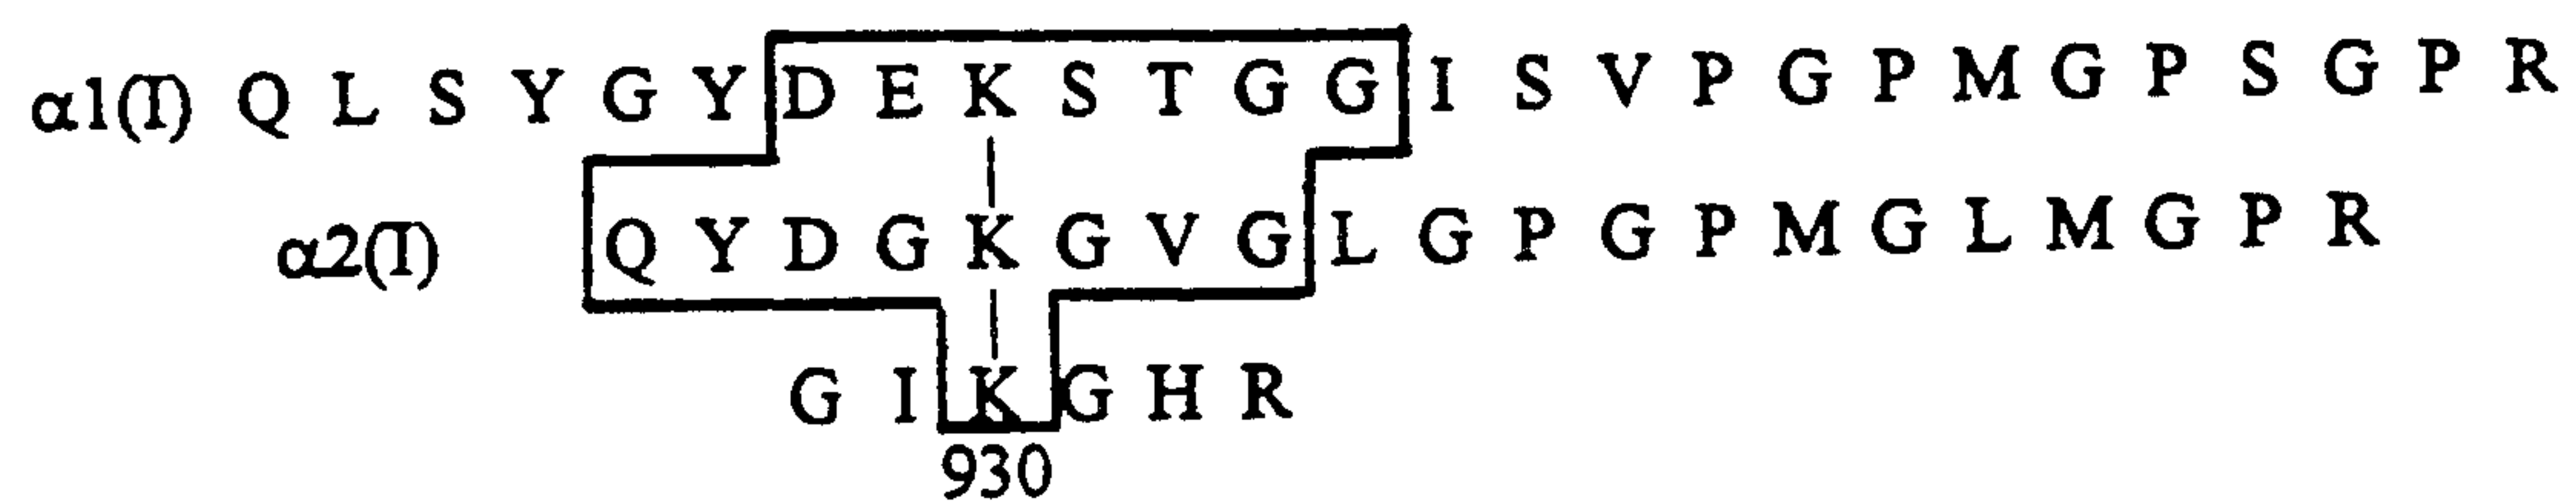 α1(I) Q L S Y G Y D E K S T G G I S V P G P M G P S G P R
α2(I) Q Y D G K G V G L G P G P M G L M G P R
G I K G H R
930